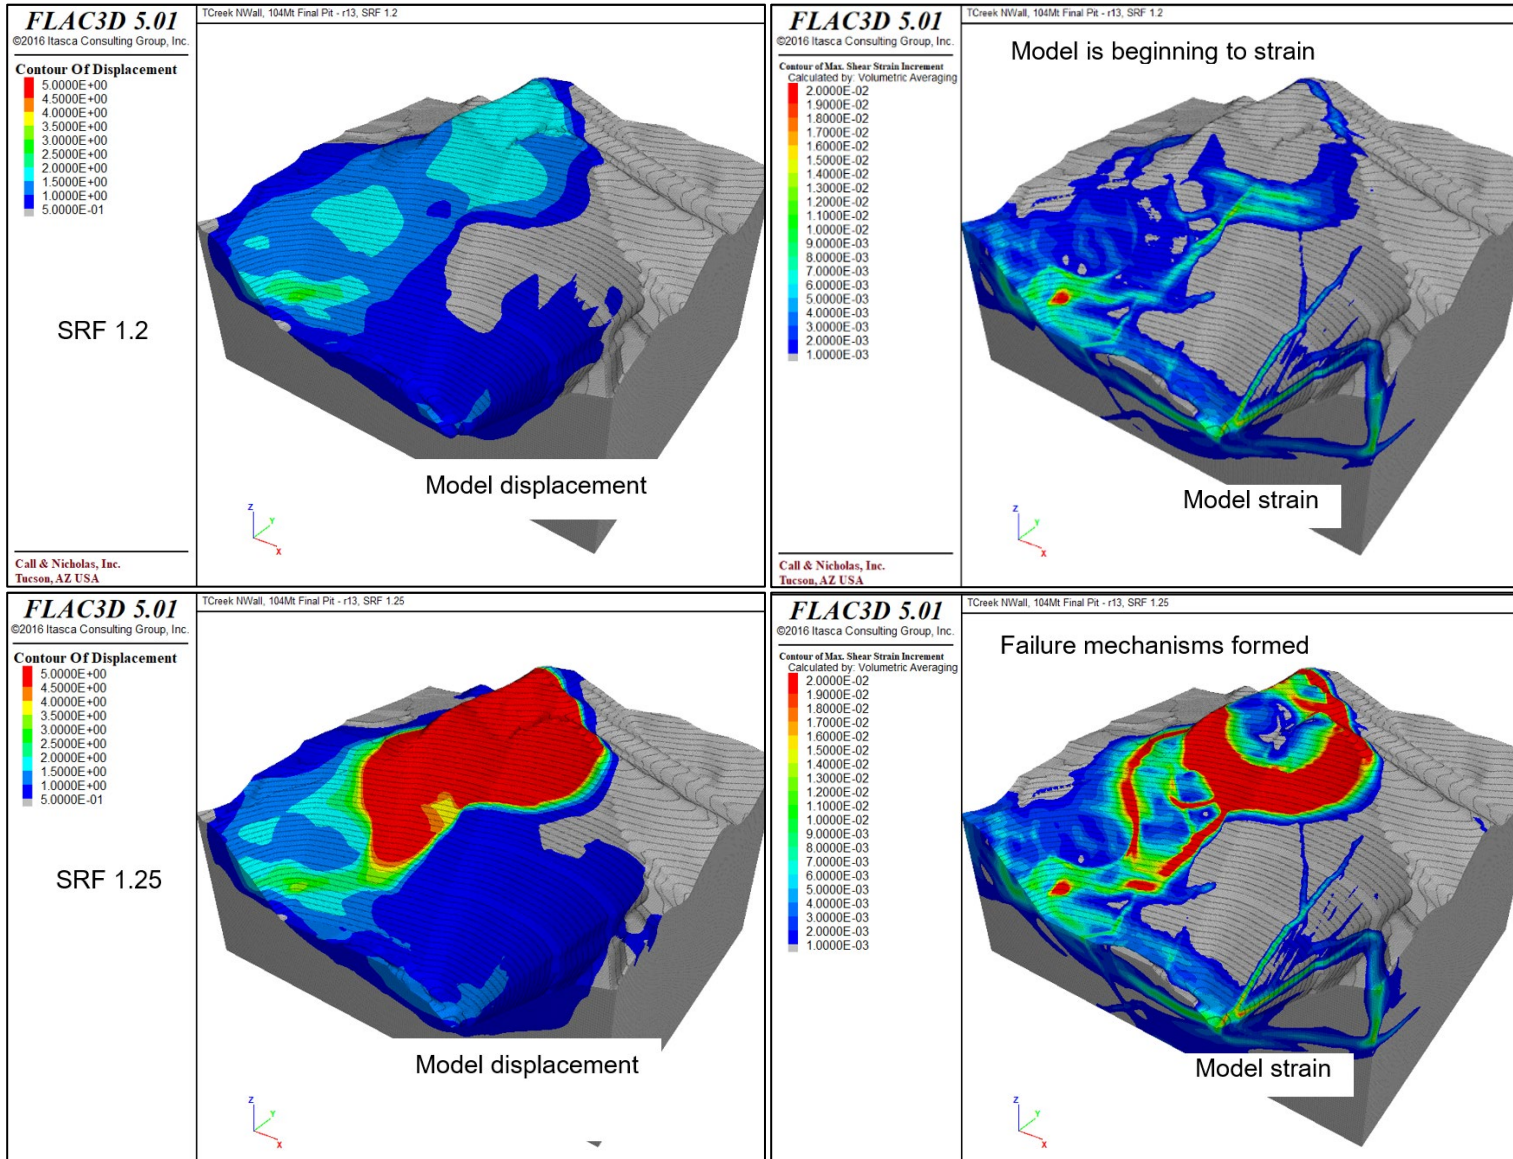 FLAC3D 5.01
©2016 Itasca Consulting Group, Inc.
TCreek NWall, 104Mt Final Pit - r13, SRF 1.2
Contour Of Displacement
5.0000E+00
4.5000E+00
4.0000E+00
3.5000E+00
3.0000E+00
2.5000E+00
2.0000E+00
1.5000E+00
1.0000E+00
5.0000E-01
SRF 1.2
Model displacement
Z
Y
X
Call & Nicholas, Inc.
Tucson, AZ USA
FLAC3D 5.01
©2016 Itasca Consulting Group, Inc.
TCreek NWall, 104Mt Final Pit - r13, SRF 1.2
Model is beginning to strain
Contour of Max. Shear Strain Increment
Calculated by: Volumetric Averaging
2.0000E-02
1.9000E-02
1.8000E-02
1.7000E-02
1.6000E-02
1.5000E-02
1.4000E-02
1.3000E-02
1.2000E-02
1.1000E-02
1.0000E-02
9.0000E-03
8.0000E-03
7.0000E-03
6.0000E-03
5.0000E-03
4.0000E-03
3.0000E-03
2.0000E-03
1.0000E-03
Model strain
Z
Y
X
Call & Nicholas, Inc.
Tucson, AZ USA
FLAC3D 5.01
©2016 Itasca Consulting Group, Inc.
TCreek NWall, 104Mt Final Pit - r13, SRF 1.25
Contour Of Displacement
5.0000E+00
4.5000E+00
4.0000E+00
3.5000E+00
3.0000E+00
2.5000E+00
2.0000E+00
1.5000E+00
1.0000E+00
5.0000E-01
SRF 1.25
Model displacement
Z
Y
X
FLAC3D 5.01
©2016 Itasca Consulting Group, Inc.
TCreek NWall, 104Mt Final Pit - r13, SRF 1.25
Failure mechanisms formed
Contour of Max. Shear Strain Increment
Calculated by: Volumetric Averaging
2.0000E-02
1.9000E-02
1.8000E-02
1.7000E-02
1.6000E-02
1.5000E-02
1.4000E-02
1.3000E-02
1.2000E-02
1.1000E-02
1.0000E-02
9.0000E-03
8.0000E-03
7.0000E-03
6.0000E-03
5.0000E-03
4.0000E-03
3.0000E-03
2.0000E-03
1.0000E-03
Model strain
Z
Y
X